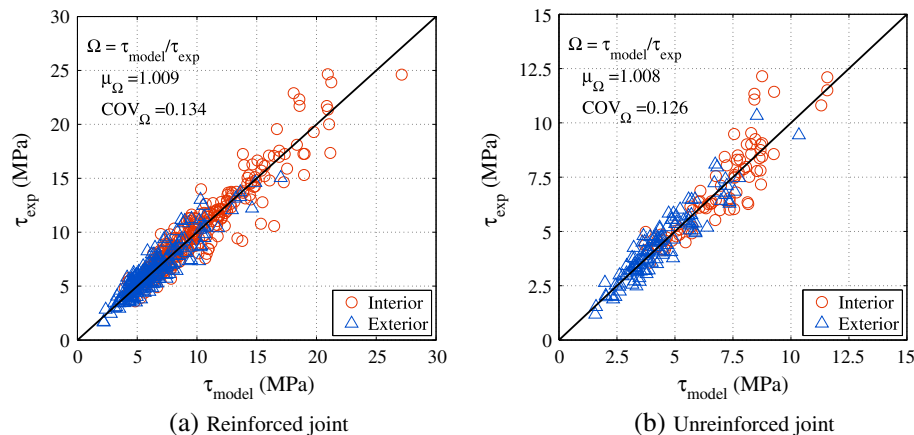 30
25
20
15
10
5
0
τexp (MPa)
Ω = τmodel/τexp
μΩ =1.009
COVΩ =0.134
Interior
Exterior
0 5 10 15 20 25 30
τmodel (MPa)
(a) Reinforced joint
15
12.5
10
7.5
5
2.5
0
τexp (MPa)
Ω = τmodel/τexp
μΩ =1.008
COVΩ =0.126
Interior
Exterior
0 2.5 5 7.5 10 12.5 15
τmodel (MPa)
(b) Unreinforced joint